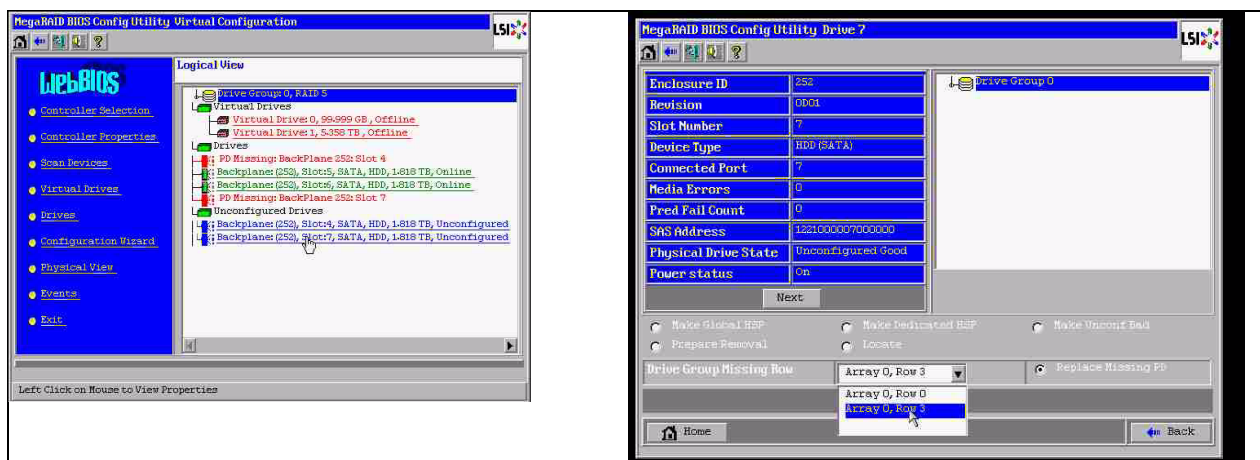 MegaRAID BIOS Config Utility Virtual Configuration
LSI
WebBIOS
Controller Selection
Controller Properties
Scan Devices
Virtual Drives
Drives
Configuration Wizard
Physical View
Events
Exit
Logical View
Drive Group: 0, RAID 5
Virtual Drives
Virtual Drive: 0, 99.999 GB, Offline
Virtual Drive: 1, 5.358 TB, Offline
Drives
PD Missing: BackPlane 252: Slot 4
Backplane: (252), Slot:5, SATA, HDD, 1.818 TB, Online
Backplane: (252), Slot:6, SATA, HDD, 1.818 TB, Online
PD Missing: BackPlane 252: Slot 7
Unconfigured Drives
Backplane: (252), Slot:4, SATA, HDD, 1.818 TB, Unconfigured
Backplane: (252), Slot:7, SATA, HDD, 1.818 TB, Unconfigured
Left Click on Mouse to View Properties
MegaRAID BIOS Config Utility Drive 7
LSI
Enclosure ID 252
Revision 0D01
Slot Number 7
Device Type HDD (SATA)
Connected Port 7
Media Errors 0
Pred Fail Count 0
SAS Address 1221000007000000
Physical Drive State Unconfigured Good
Power status On
Next
Drive Group 0
Make Global HSP Make Dedicated HSP Make Unconf Bad
Prepare Removal Locate
Drive Group Missing Row Array 0, Row 3 Replace Missing PD
Array 0, Row 0
Array 0, Row 3
Home Back